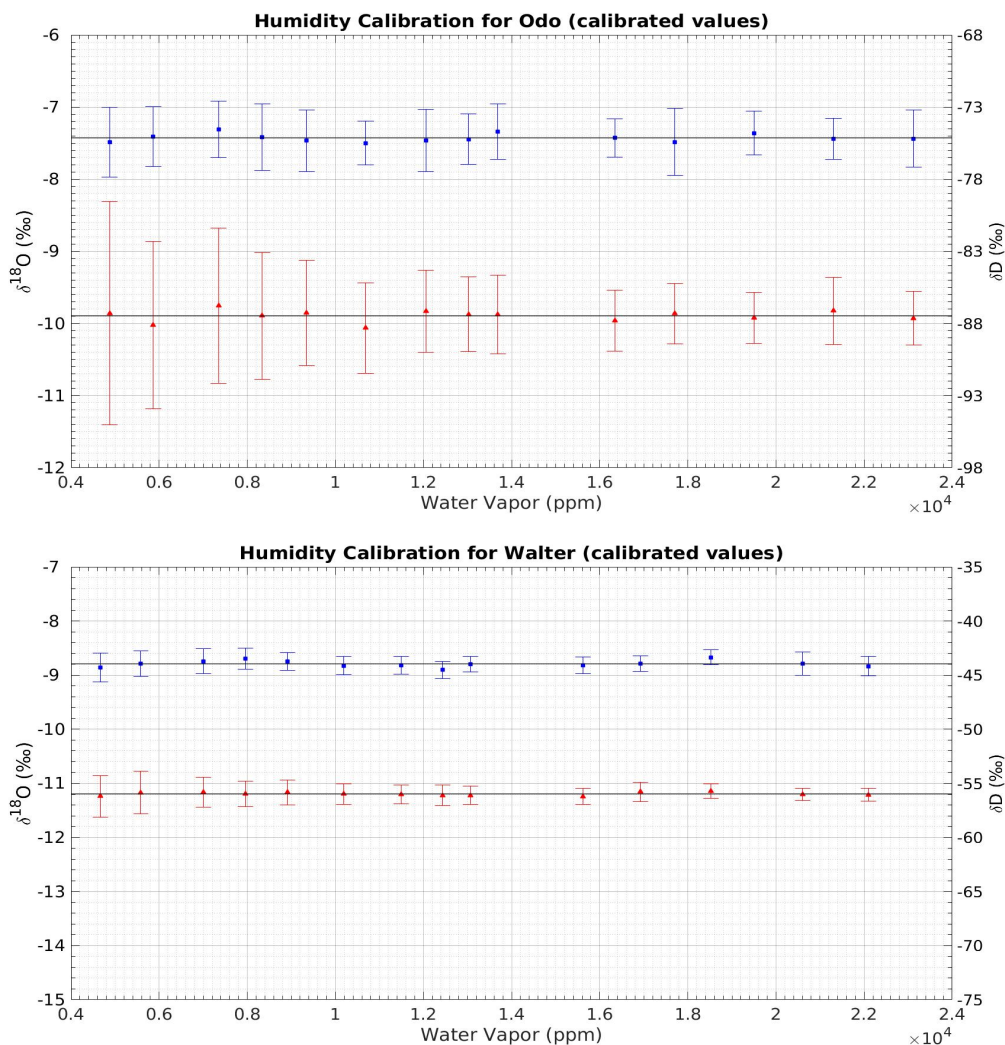 Humidity Calibration for Odo (calibrated values)
-6 -68
-7 -73
-8 -78
-9 -83
-10 -88
-11 -93
-12 -98
δ18O (‰)
δD (‰)
0.4 0.6 0.8 1 1.2 1.4 1.6 1.8 2 2.2 2.4
Water Vapor (ppm)
×10^4
Humidity Calibration for Walter (calibrated values)
-7 -35
-8 -40
-9 -45
-10 -50
-11 -55
-12 -60
-13 -65
-14 -70
-15 -75
δ18O (‰)
δD (‰)
0.4 0.6 0.8 1 1.2 1.4 1.6 1.8 2 2.2 2.4
Water Vapor (ppm)
×10^4